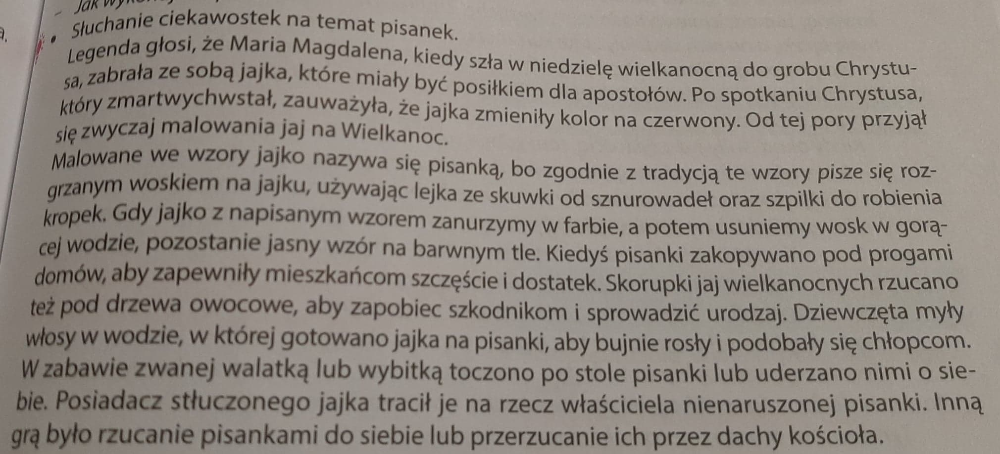 - Jak
• Słuchanie ciekawostek na temat pisanek.
Legenda głosi, że Maria Magdalena, kiedy szła w niedzielę wielkanocną do grobu Chrystu-
sa, zabrała ze sobą jajka, które miały być posiłkiem dla apostołów. Po spotkaniu Chrystusa,
który zmartwychwstał, zauważyła, że jajka zmieniły kolor na czerwony. Od tej pory przyjął
się zwyczaj malowania jaj na Wielkanoc.
Malowane we wzory jajko nazywa się pisanką, bo zgodnie z tradycją te wzory pisze się roz-
grzanym woskiem na jajku, używając lejka ze skuwki od sznurowadeł oraz szpilki do robienia
kropek. Gdy jajko z napisanym wzorem zanurzymy w farbie, a potem usuniemy wosk w gorą-
cej wodzie, pozostanie jasny wzór na barwnym tle. Kiedyś pisanki zakopywano pod progami
domów, aby zapewniły mieszkańcom szczęście i dostatek. Skorupki jaj wielkanocnych rzucano
też pod drzewa owocowe, aby zapobiec szkodnikom i sprowadzić urodzaj. Dziewczęta myły
włosy w wodzie, w której gotowano jajka na pisanki, aby bujnie rosły i podobały się chłopcom.
W zabawie zwanej walatką lub wybitką toczono po stole pisanki lub uderzano nimi o sie-
bie. Posiadacz stłuczonego jajka tracił je na rzecz właściciela nienaruszonej pisanki. Inną
grą było rzucanie pisankami do siebie lub przerzucanie ich przez dachy kościoła.